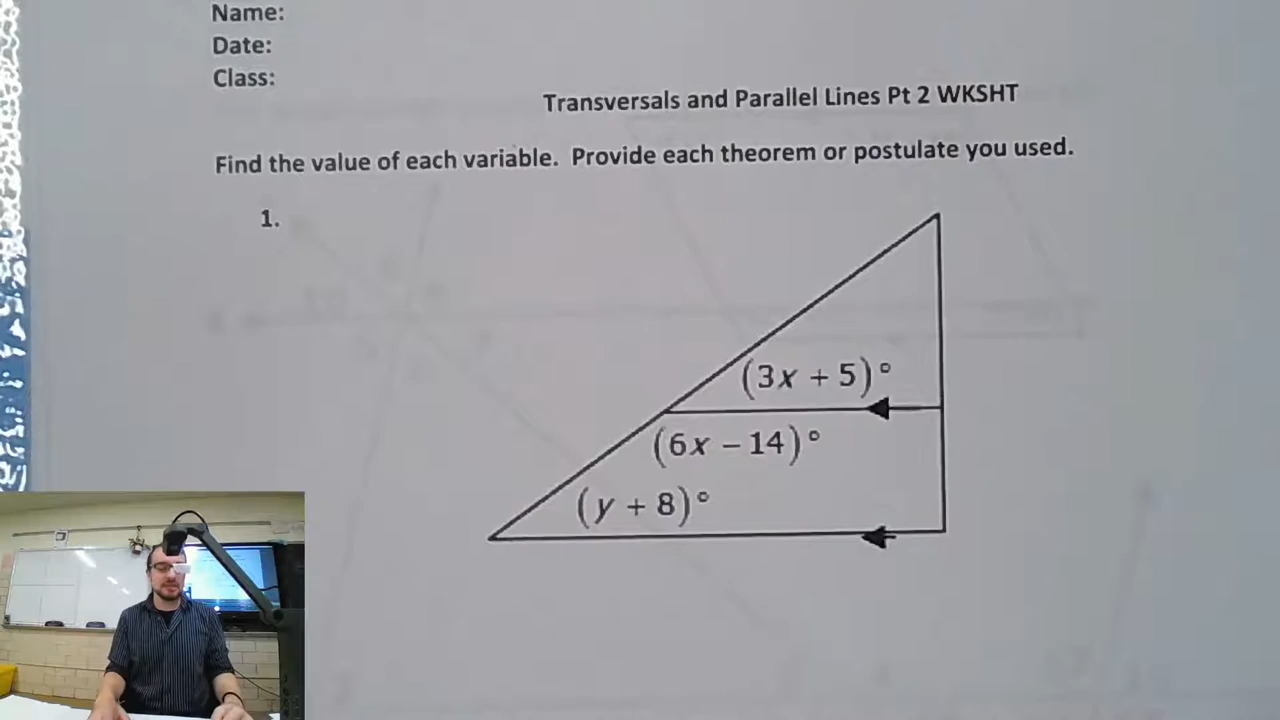 Name:
Date:
Class:
Transversals and Parallel Lines Pt 2 WKSHT
Find the value of each variable. Provide each theorem or postulate you used.
1.
(3x + 5)°
(6x − 14)°
(y + 8)°